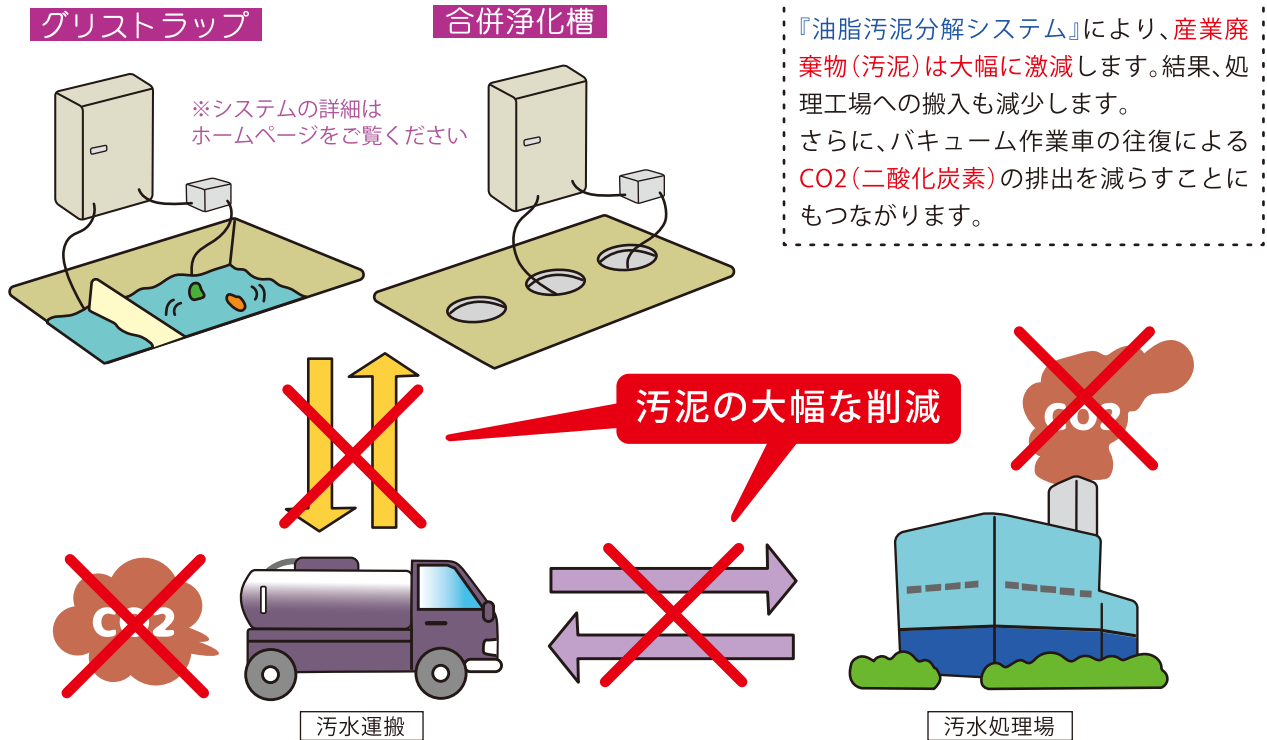 グリストラップ
合併浄化槽
※システムの詳細は
ホームページをご覧ください
『油脂汚泥分解システム』により、産業廃
棄物（汚泥）は大幅に激減します。結果、処
理工場への搬入も減少します。
さらに、バキューム作業車の往復による
CO2（二酸化炭素）の排出を減らすことに
もつながります。
汚泥の大幅な削減
CO2
CO2
汚水運搬
汚水処理場